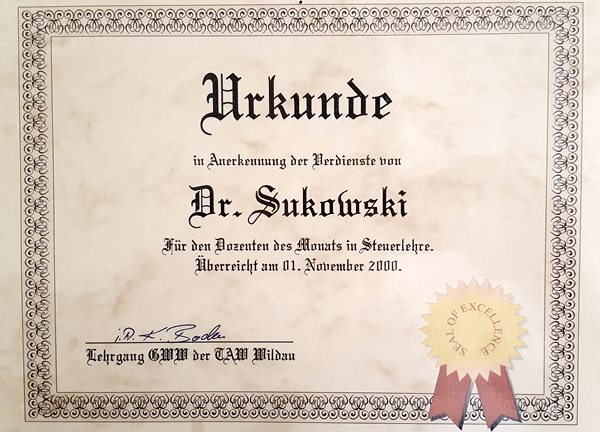 Urkunde
in Anerkennung der Verdienste von
Dr. Sukowski
Für den Dozenten des Monats in Steuerlehre.
Überreicht am 01. November 2000.
i.A. K. Boden
Lehrgang GWW der TAW Wildau
SEAL OF EXCELLENCE